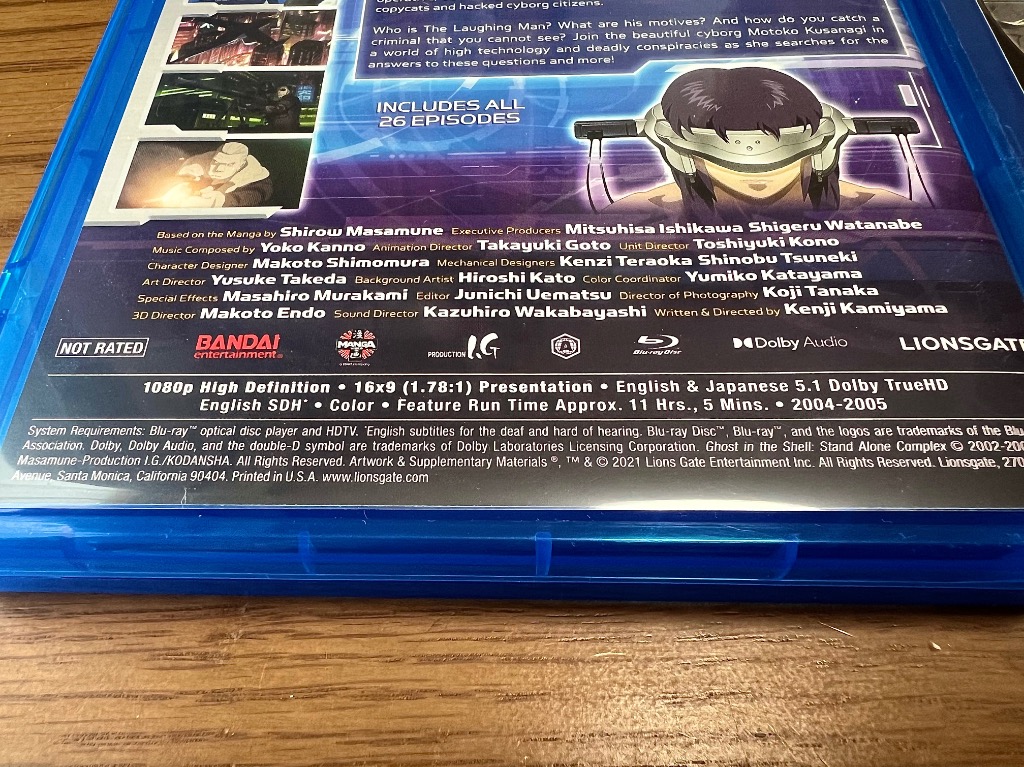 copycats and hacked cyborg citizens.
Who is The Laughing Man? What are his motives? And how do you catch a
criminal that you cannot see? Join the beautiful cyborg Motoko Kusanagi in
a world of high technology and deadly conspiracies as she searches for the
answers to these questions and more!
INCLUDES ALL
26 EPISODES
Based on the Manga by Shirow Masamune Executive Producers Mitsuhisa Ishikawa Shigeru Watanabe
Music Composed by Yoko Kanno Animation Director Takayuki Goto Unit Director Toshiyuki Kono
Character Designer Makoto Shimomura Mechanical Designers Kenzi Teraoka Shinobu Tsuneki
Art Director Yusuke Takeda Background Artist Hiroshi Kato Color Coordinator Yumiko Katayama
Special Effects Masahiro Murakami Editor Junichi Uematsu Director of Photography Koji Tanaka
3D Director Makoto Endo Sound Director Kazuhiro Wakabayashi Written & Directed by Kenji Kamiyama
NOT RATED BANDAI entertainment MANGA PRODUCTION I.G Blu-ray Disc Dolby Audio LIONSGATE
1080p High Definition • 16x9 (1.78:1) Presentation • English & Japanese 5.1 Dolby TrueHD
English SDH* • Color • Feature Run Time Approx. 11 Hrs., 5 Mins. • 2004-2005
System Requirements: Blu-ray™ optical disc player and HDTV. *English subtitles for the deaf and hard of hearing. Blu-ray Disc™, Blu-ray™, and the logos are trademarks of the Blu
Association. Dolby, Dolby Audio, and the double-D symbol are trademarks of Dolby Laboratories Licensing Corporation. Ghost in the Shell: Stand Alone Complex © 2002-20
Masamune-Production I.G./KODANSHA. All Rights Reserved. Artwork & Supplementary Materials ®, ™ & © 2021 Lions Gate Entertainment Inc. All Rights Reserved. Lionsgate, 270
Avenue, Santa Monica, California 90404. Printed in U.S.A. www.lionsgate.com